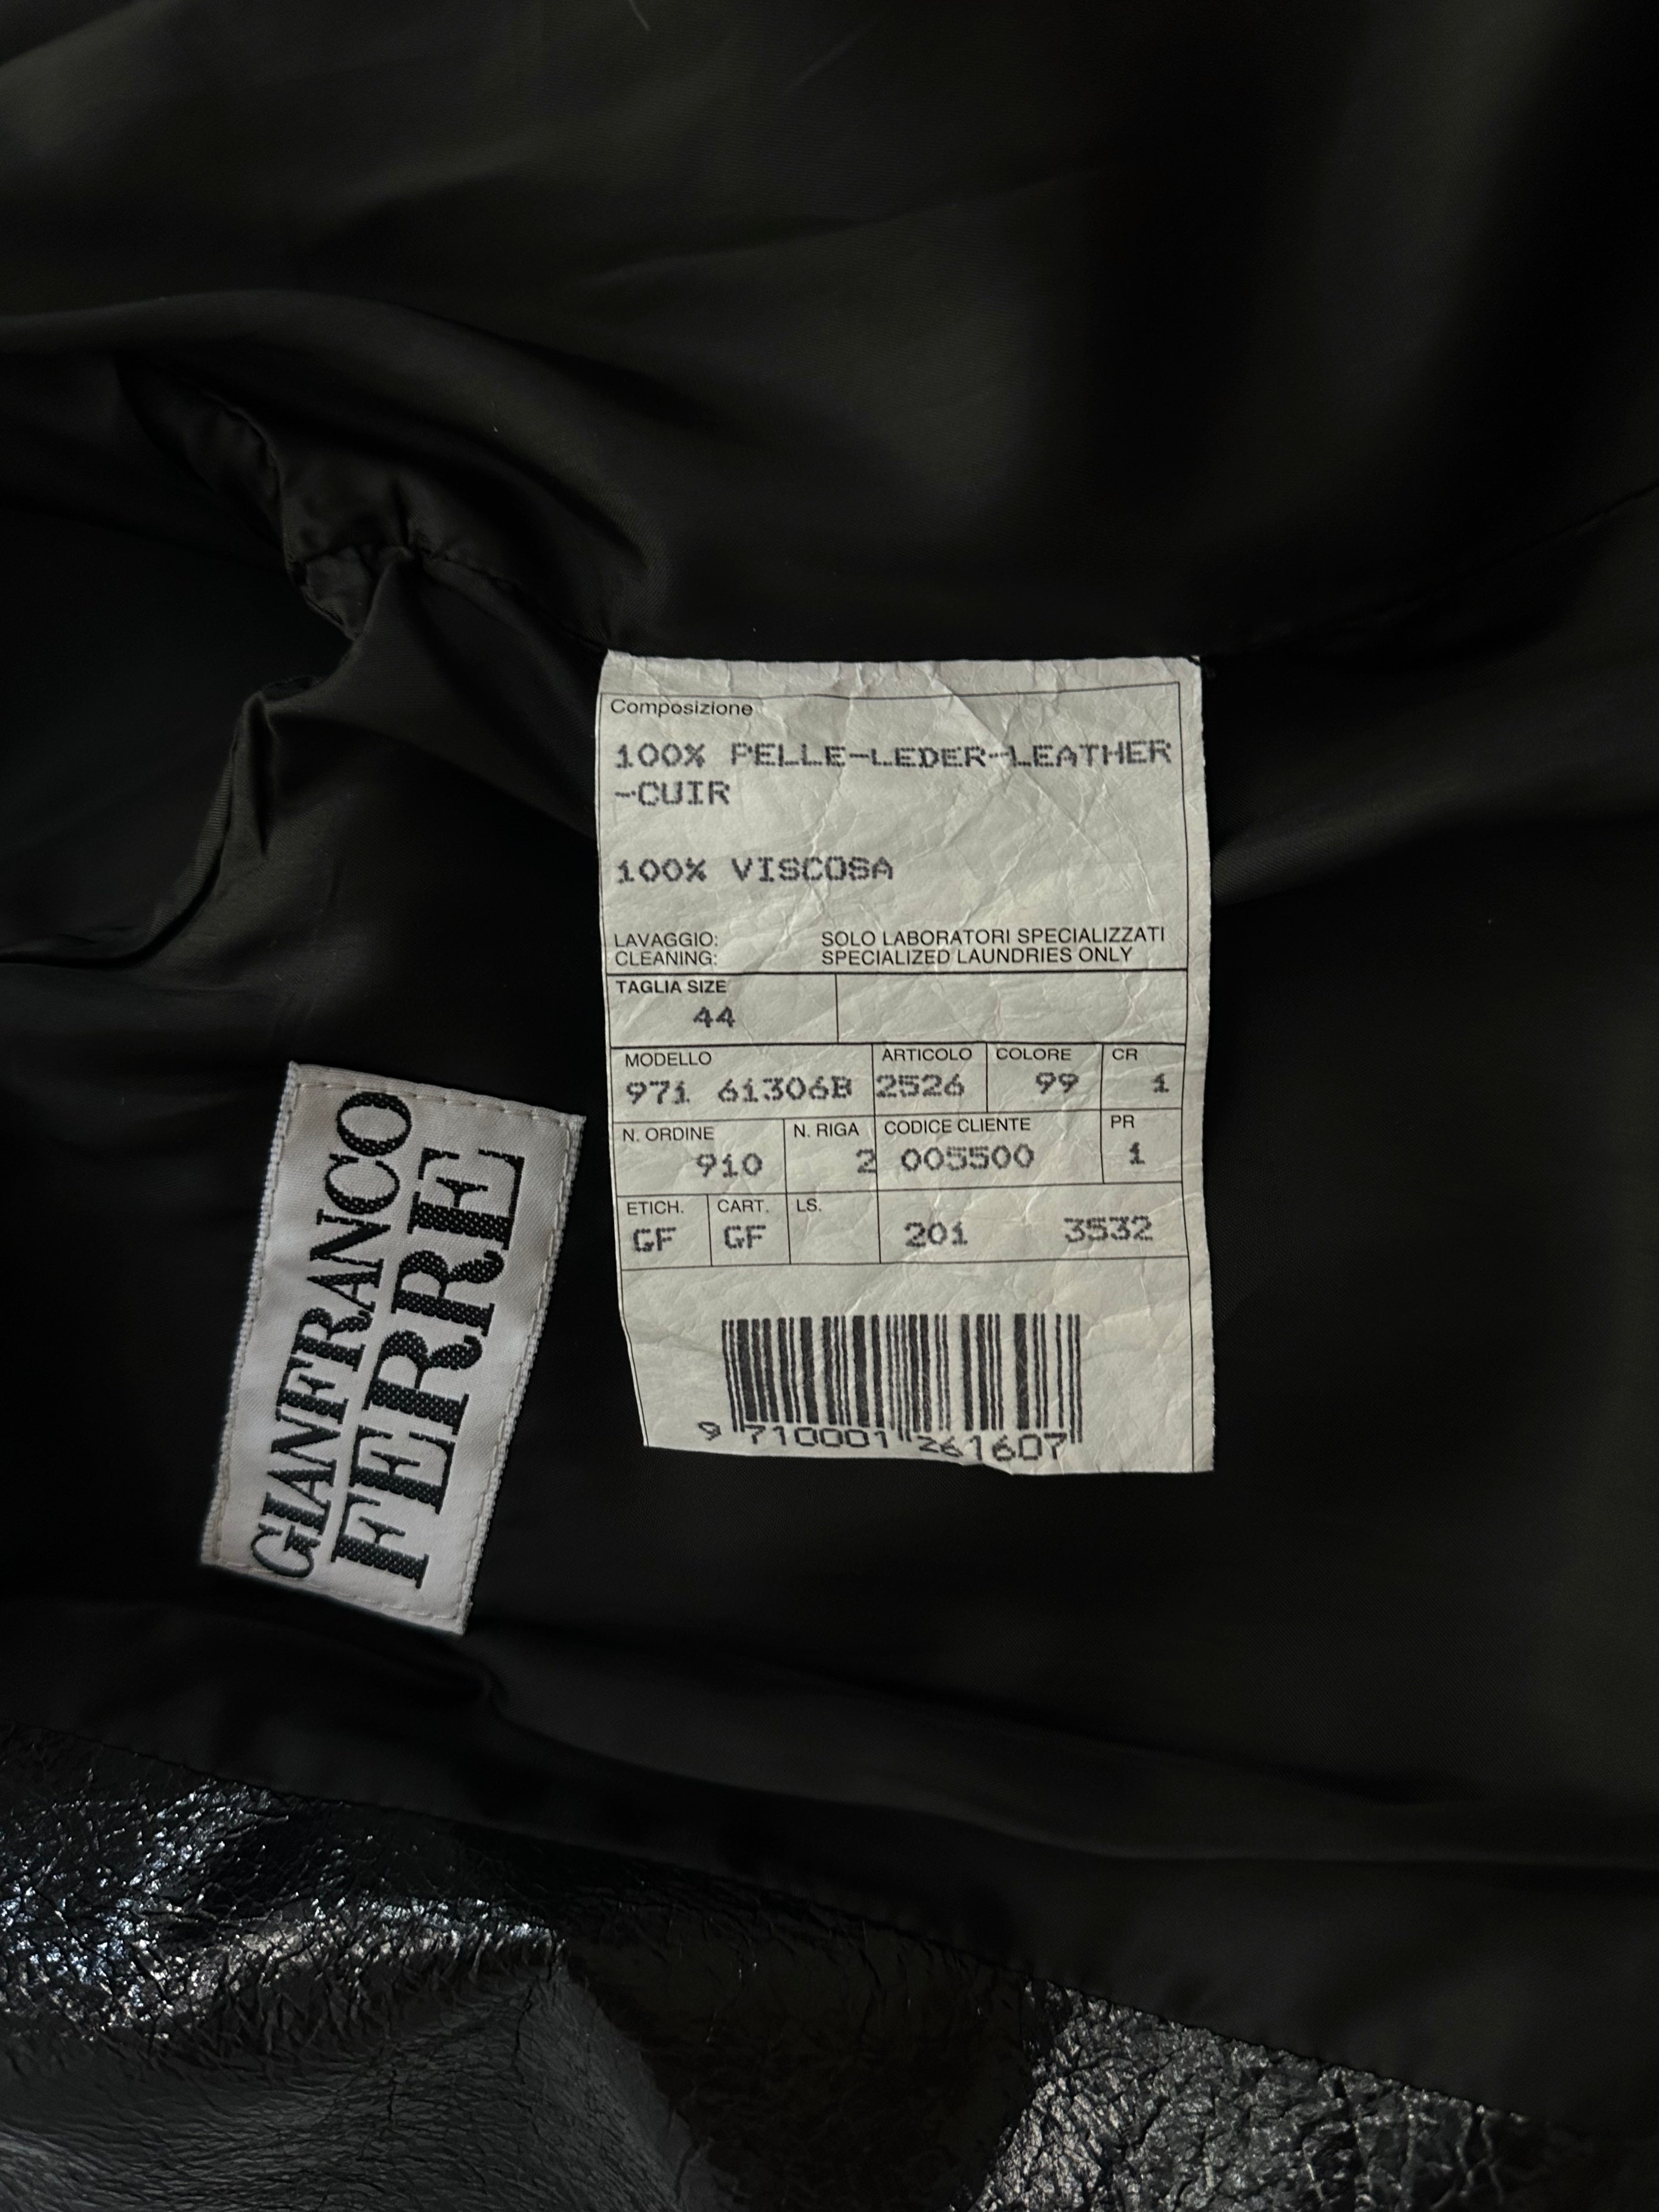 Composizione
100% PELLE-LEDER-LEATHER
-CUIR
100% VISCOSA
LAVAGGIO: SOLO LABORATORI SPECIALIZZATI
CLEANING: SPECIALIZED LAUNDRIES ONLY
TAGLIA SIZE
44
MODELLO ARTICOLO COLORE CR
971 61306B 2526 99 1
N. ORDINE N. RIGA CODICE CLIENTE PR
910 2 005500 1
ETICH. CART. LS.
GF GF 201 3532
9 710001 261607
GIANFRANCO
FERRE